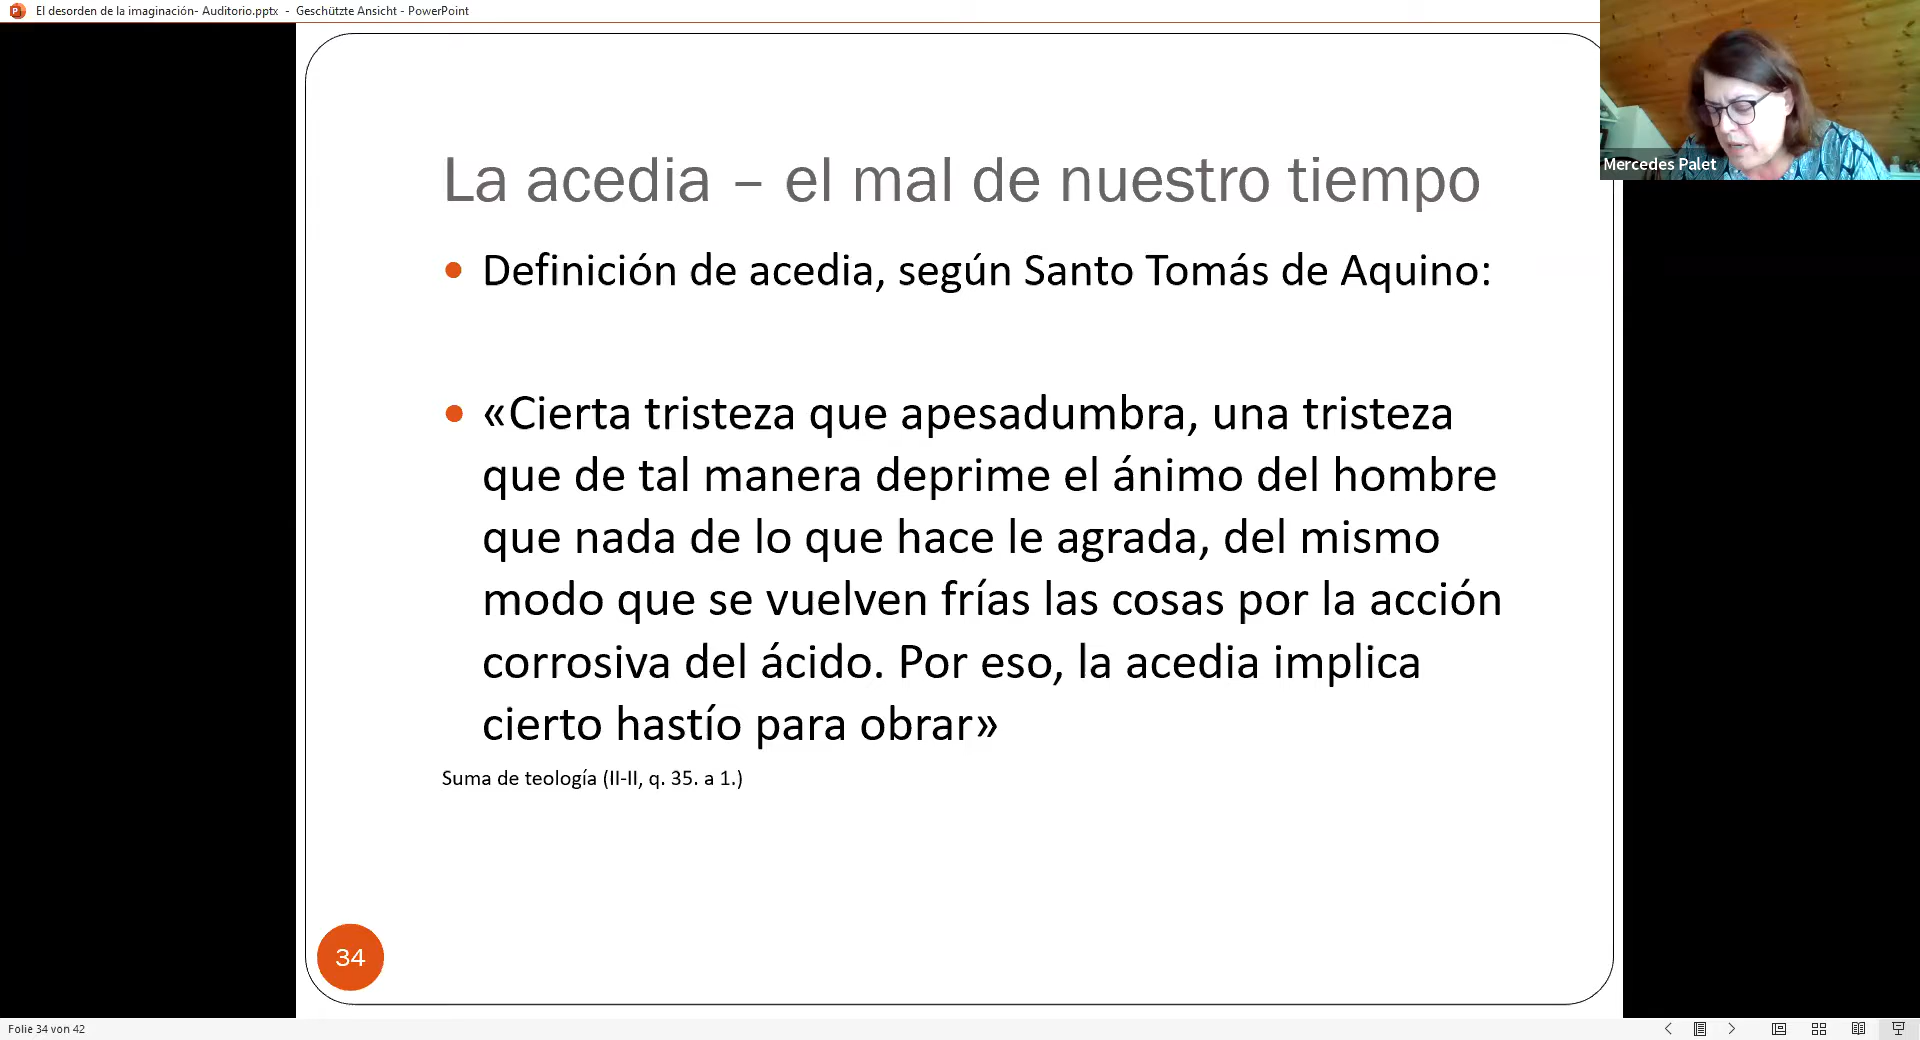 El desorden de la imaginación- Auditorio.pptx - Geschützte Ansicht - PowerPoint
Mercedes Palet
La acedia – el mal de nuestro tiempo
• Definición de acedia, según Santo Tomás de Aquino:
• «Cierta tristeza que apesadumbra, una tristeza
que de tal manera deprime el ánimo del hombre
que nada de lo que hace le agrada, del mismo
modo que se vuelven frías las cosas por la acción
corrosiva del ácido. Por eso, la acedia implica
cierto hastío para obrar»
Suma de teología (II-II, q. 35. a 1.)
34
Folie 34 von 42